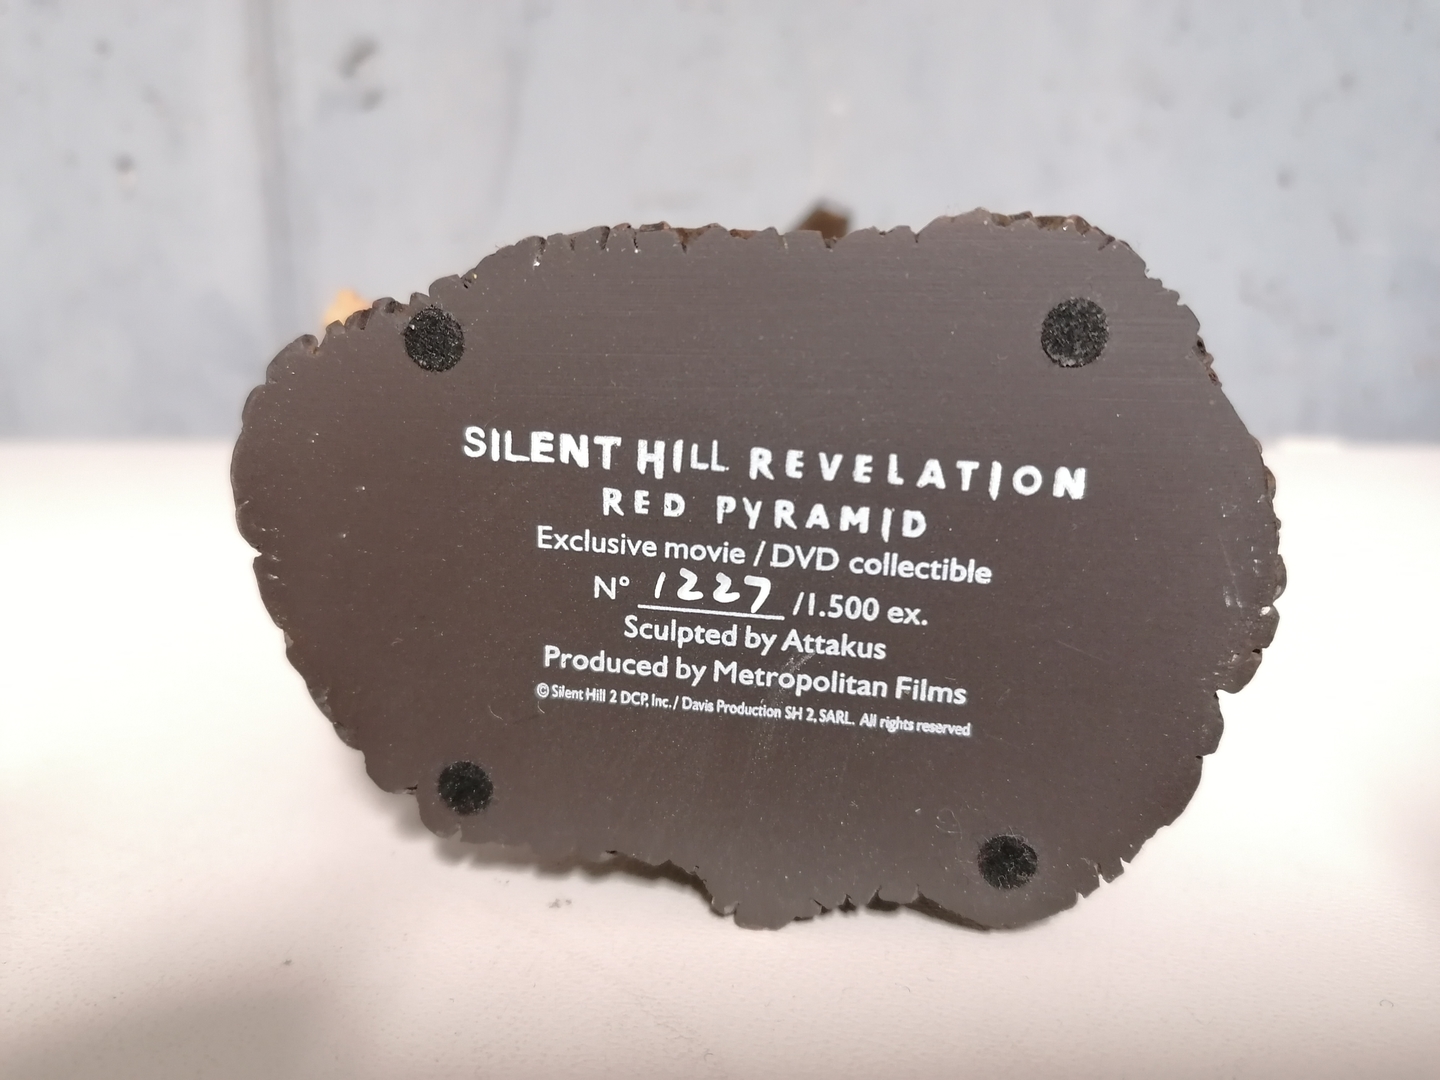 SILENT HILL REVELATION
RED PYRAMID
Exclusive movie / DVD collectible
N° 1227 /1.500 ex.
Sculpted by Attakus
Produced by Metropolitan Films
© Silent Hill 2 DCP, Inc. / Davis Production SH 2, SARL. All rights reserved